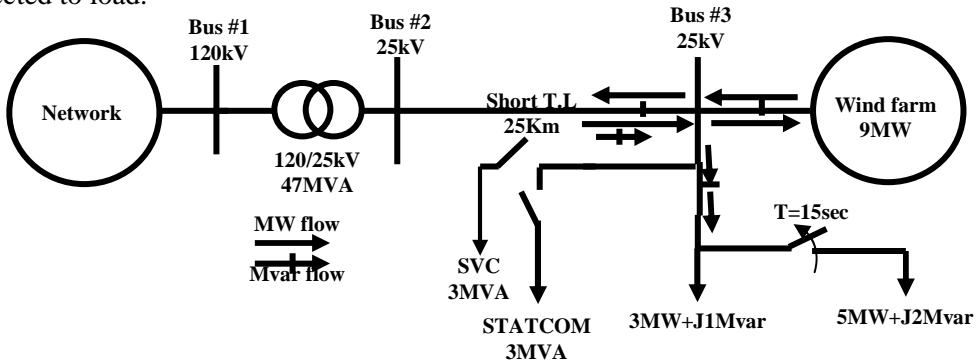 ected to load.
Bus #1
120kV
Bus #2
25kV
Bus #3
25kV
Network
Short T.L
25Km
Wind farm
9MW
120/25kV
47MVA
T=15sec
MW flow
Mvar flow
SVC
3MVA
STATCOM
3MVA
3MW+J1Mvar
5MW+J2Mvar